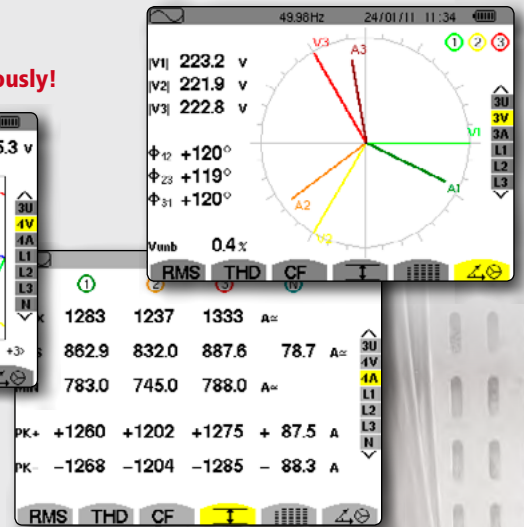 ously!
49.98Hz 24/01/11 11:34
1 2 3
|V1| 223.2 v
|V2| 221.9 v
|V3| 222.8 v
Φ12 +120°
Φ23 +119°
Φ31 +120°
Vunb 0.4 %
V3
A3
V1
A1
A2
V2
3U
3V
3A
L1
L2
L3
RMS THD CF
5.3 v
3U
4V
4A
L1
L2
L3
N
+3>
1 2 3 N
1283 1237 1333 A≃
862.9 832.0 887.6 78.7 A≃
MIN 783.0 745.0 788.0 A≃
PK+ +1260 +1202 +1275 + 87.5 A
PK- −1268 −1204 −1285 − 88.3 A
3U
4V
4A
L1
L2
L3
N
RMS THD CF